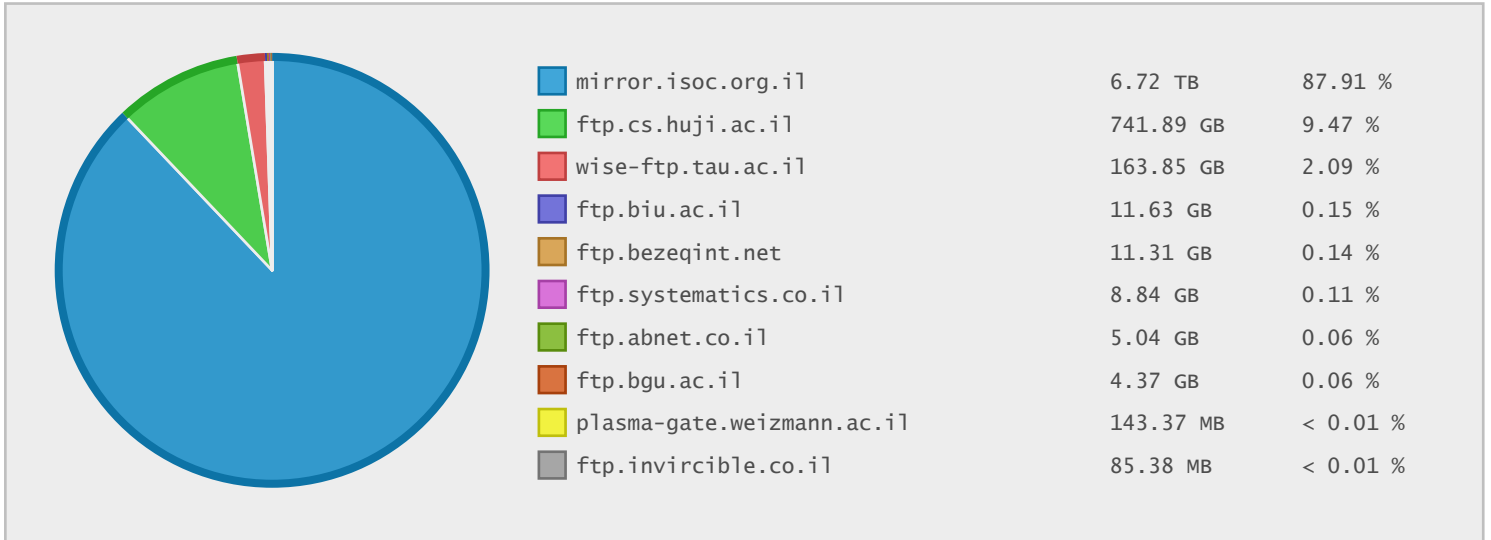 mirror.isoc.org.il 6.72 TB 87.91 %
ftp.cs.huji.ac.il 741.89 GB 9.47 %
wise-ftp.tau.ac.il 163.85 GB 2.09 %
ftp.biu.ac.il 11.63 GB 0.15 %
ftp.bezeqint.net 11.31 GB 0.14 %
ftp.systematics.co.il 8.84 GB 0.11 %
ftp.abnet.co.il 5.04 GB 0.06 %
ftp.bgu.ac.il 4.37 GB 0.06 %
plasma-gate.weizmann.ac.il 143.37 MB < 0.01 %
ftp.invircible.co.il 85.38 MB < 0.01 %